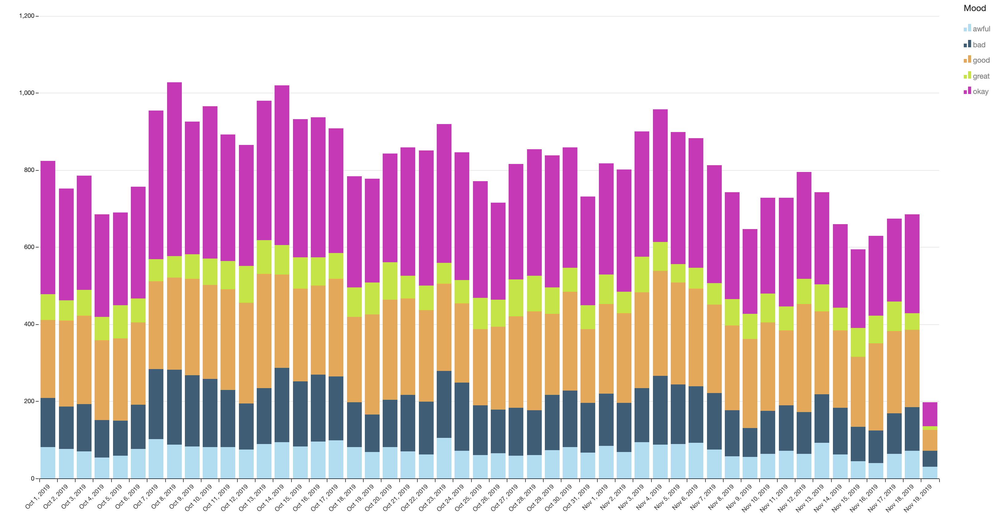 Mood
awful
bad
good
great
okay
1,200
1,000
800
600
400
200
0
Oct 1, 2019
Oct 2, 2019
Oct 3, 2019
Oct 4, 2019
Oct 5, 2019
Oct 6, 2019
Oct 7, 2019
Oct 8, 2019
Oct 9, 2019
Oct 10, 2019
Oct 11, 2019
Oct 12, 2019
Oct 13, 2019
Oct 14, 2019
Oct 15, 2019
Oct 16, 2019
Oct 17, 2019
Oct 18, 2019
Oct 19, 2019
Oct 20, 2019
Oct 21, 2019
Oct 22, 2019
Oct 23, 2019
Oct 24, 2019
Oct 25, 2019
Oct 26, 2019
Oct 27, 2019
Oct 28, 2019
Oct 29, 2019
Oct 30, 2019
Oct 31, 2019
Nov 1, 2019
Nov 2, 2019
Nov 3, 2019
Nov 4, 2019
Nov 5, 2019
Nov 6, 2019
Nov 7, 2019
Nov 8, 2019
Nov 9, 2019
Nov 10, 2019
Nov 11, 2019
Nov 12, 2019
Nov 13, 2019
Nov 14, 2019
Nov 15, 2019
Nov 16, 2019
Nov 17, 2019
Nov 18, 2019
Nov 19, 2019